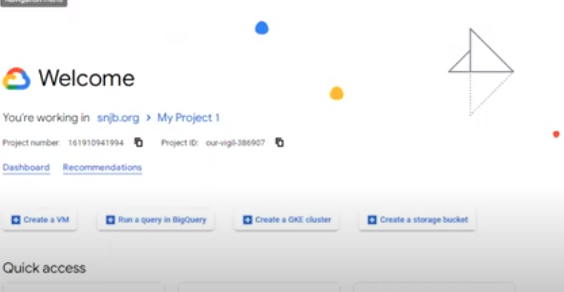 Navigation menu
Welcome
You're working in snjb.org > My Project 1
Project number: 161910941994 Project ID: our-vigil-386907
Dashboard Recommendations
Create a VM Run a query in BigQuery Create a GKE cluster Create a storage bucket
Quick access